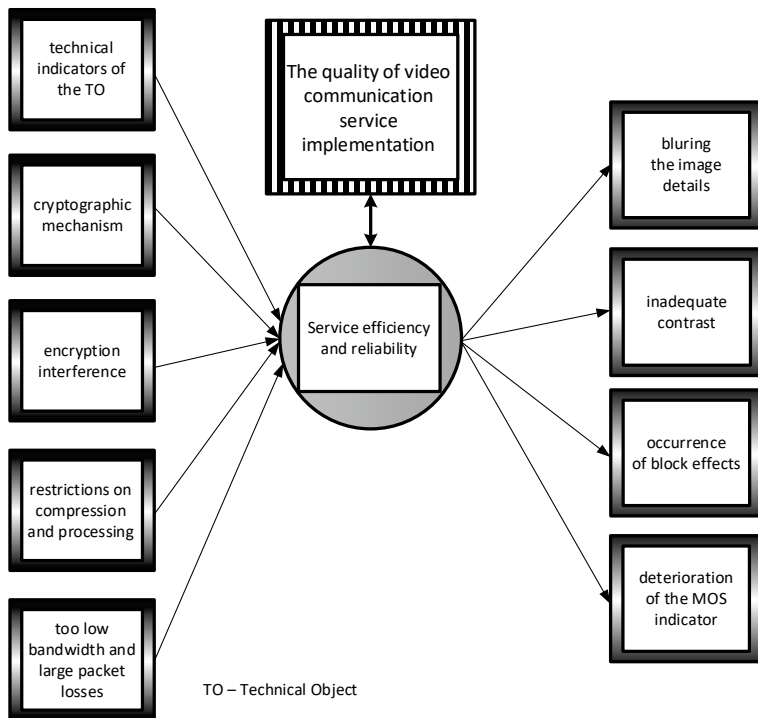 technical
indicators of
the TO
cryptographic
mechanism
encryption
interference
restrictions on
compression
and processing
too low
bandwidth and
large packet
losses
The quality of video
communication
service
implementation
Service efficiency
and reliability
TO – Technical Object
bluring
the image
details
inadequate
contrast
occurrence
of block effects
deterioration
of the MOS
indicator